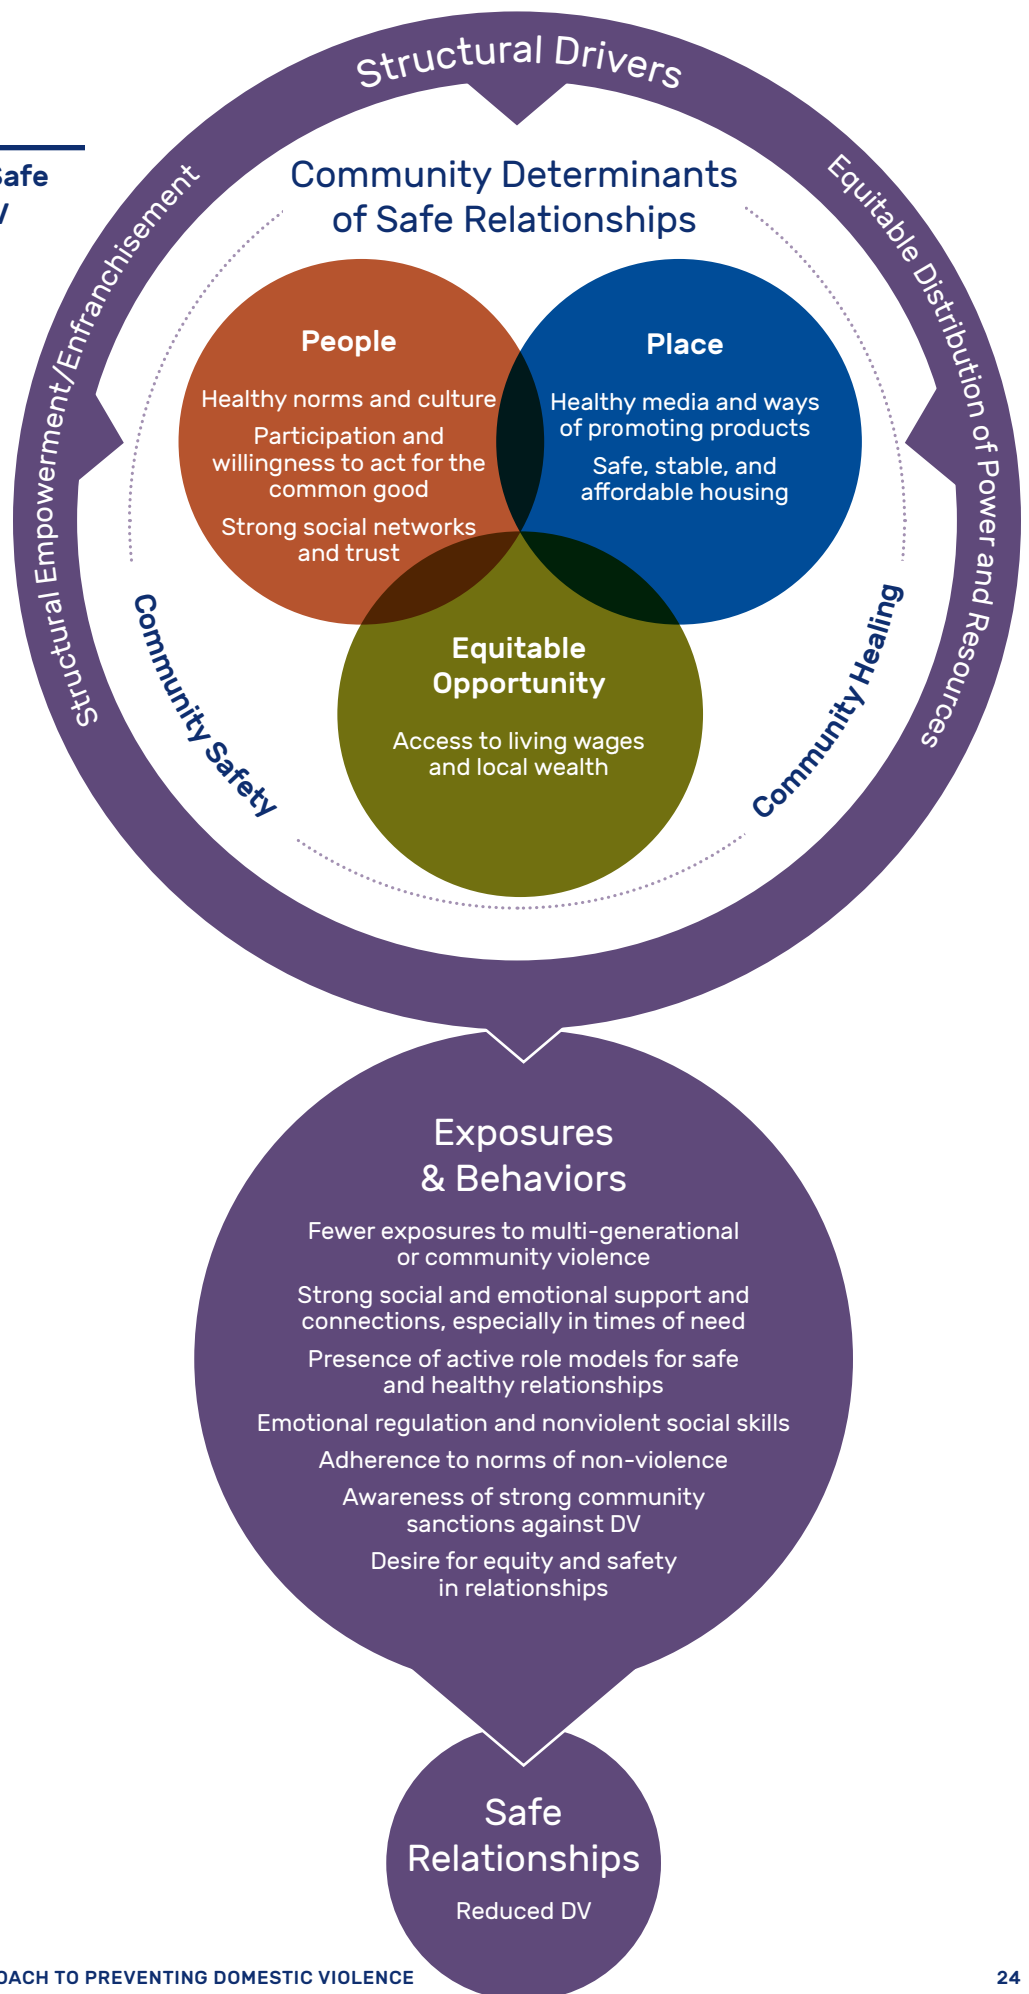 Structural Drivers
Safe
Structural Empowerment/Enfranchisement
Equitable Distribution of Power and Resources
Community Determinants
of Safe Relationships
People
Healthy norms and culture
Participation and
willingness to act for the
common good
Strong social networks
and trust
Place
Healthy media and ways
of promoting products
Safe, stable, and
affordable housing
Equitable
Opportunity
Access to living wages
and local wealth
Community Safety
Community Healing
Exposures
& Behaviors
Fewer exposures to multi-generational
or community violence
Strong social and emotional support and
connections, especially in times of need
Presence of active role models for safe
and healthy relationships
Emotional regulation and nonviolent social skills
Adherence to norms of non-violence
Awareness of strong community
sanctions against DV
Desire for equity and safety
in relationships
Safe
Relationships
Reduced DV
OACH TO PREVENTING DOMESTIC VIOLENCE
24